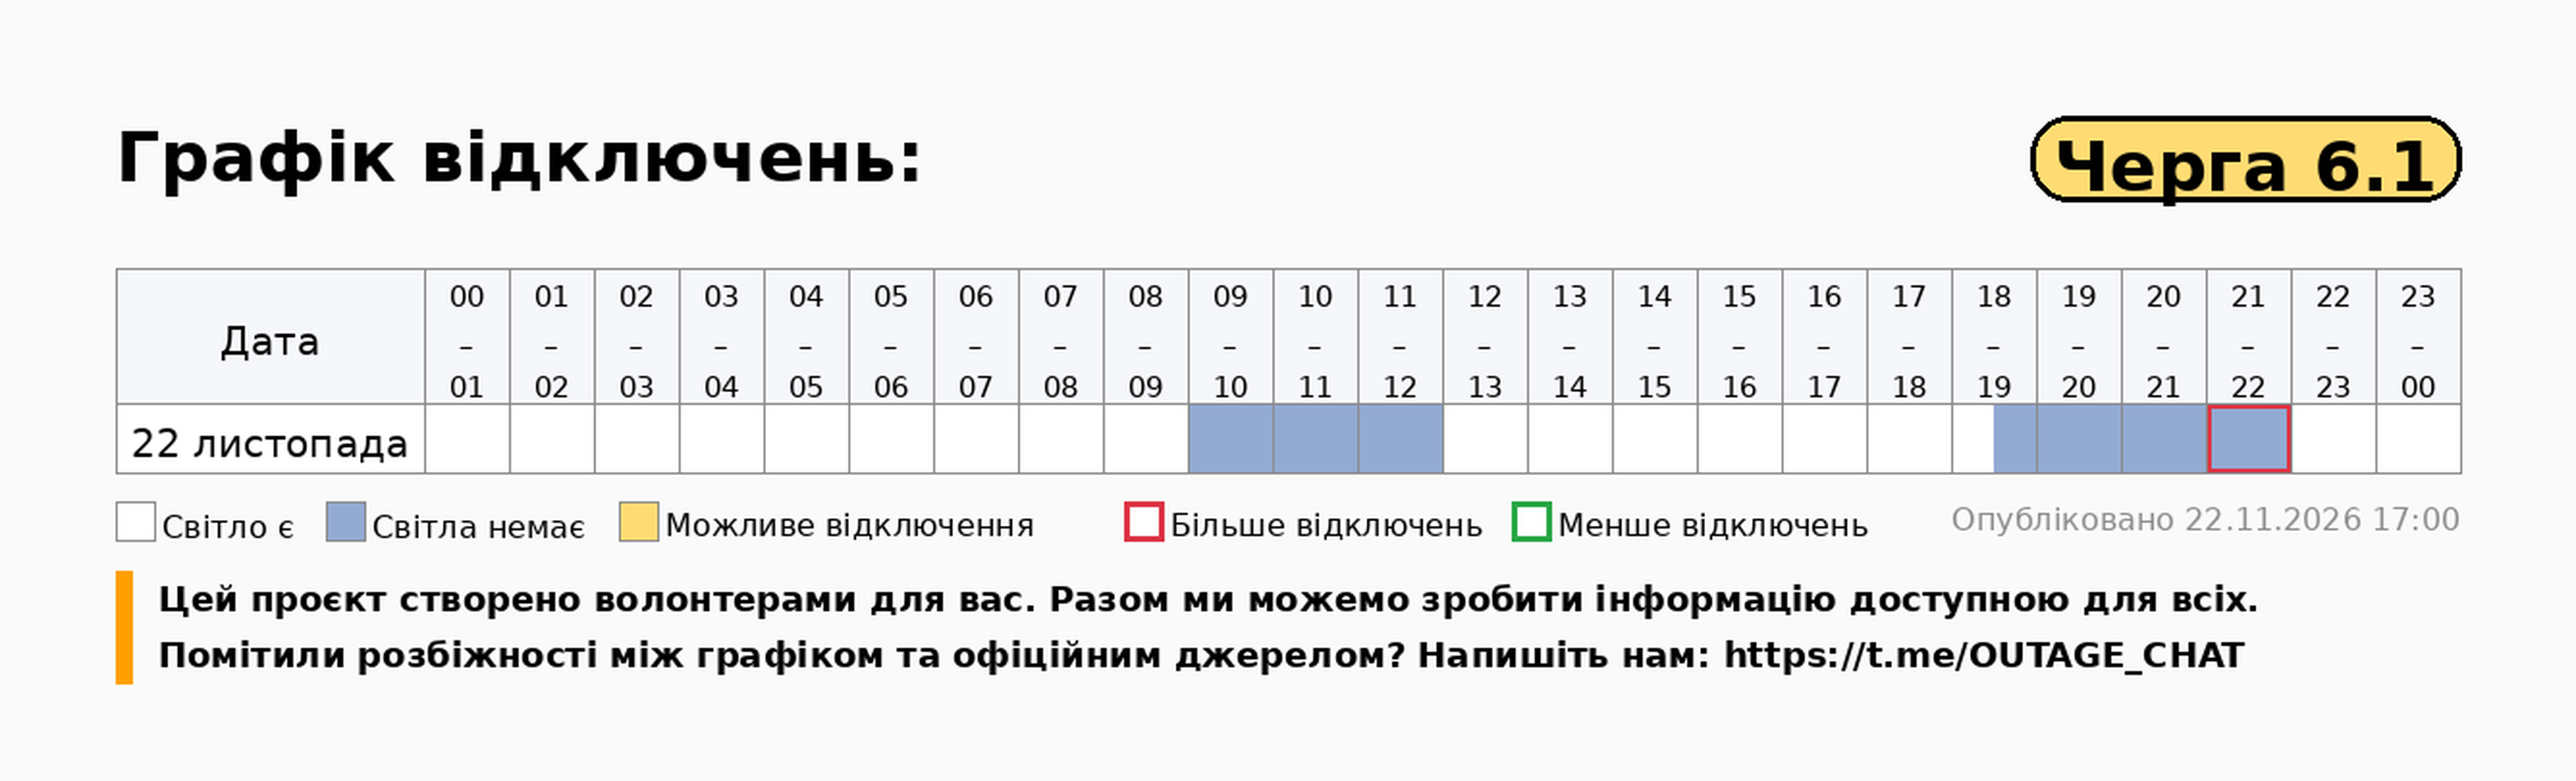 Графік відключень:
Черга 6.1
Дата 00 – 01 01 – 02 02 – 03 03 – 04 04 – 05 05 – 06 06 – 07 07 – 08 08 – 09 09 – 10 10 – 11 11 – 12 12 – 13 13 – 14 14 – 15 15 – 16 16 – 17 17 – 18 18 – 19 19 – 20 20 – 21 21 – 22 22 – 23 23 – 00
22 листопада
Світло є Світла немає Можливе відключення Більше відключень Менше відключень Опубліковано 22.11.2026 17:00
Цей проєкт створено волонтерами для вас. Разом ми можемо зробити інформацію доступною для всіх.
Помітили розбіжності між графіком та офіційним джерелом? Напишіть нам: https://t.me/OUTAGE_CHAT